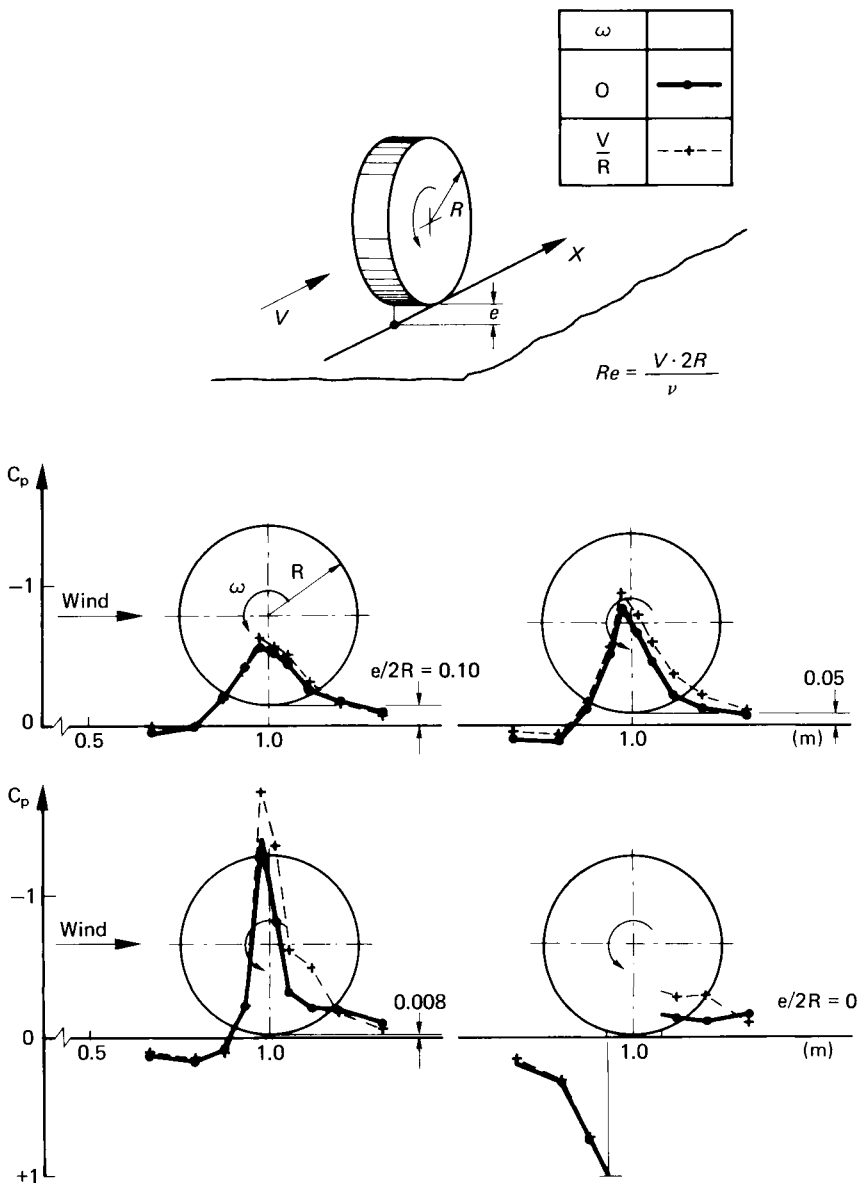 ω
0
V
R
R
X
V
e
Re = V · 2R
ν
Cp
−1
Wind
ω
R
e/2R = 0.10
0
0.5
1.0
0.05
1.0
(m)
Cp
−1
Wind
0.008
e/2R = 0
0
0.5
1.0
1.0
(m)
+1